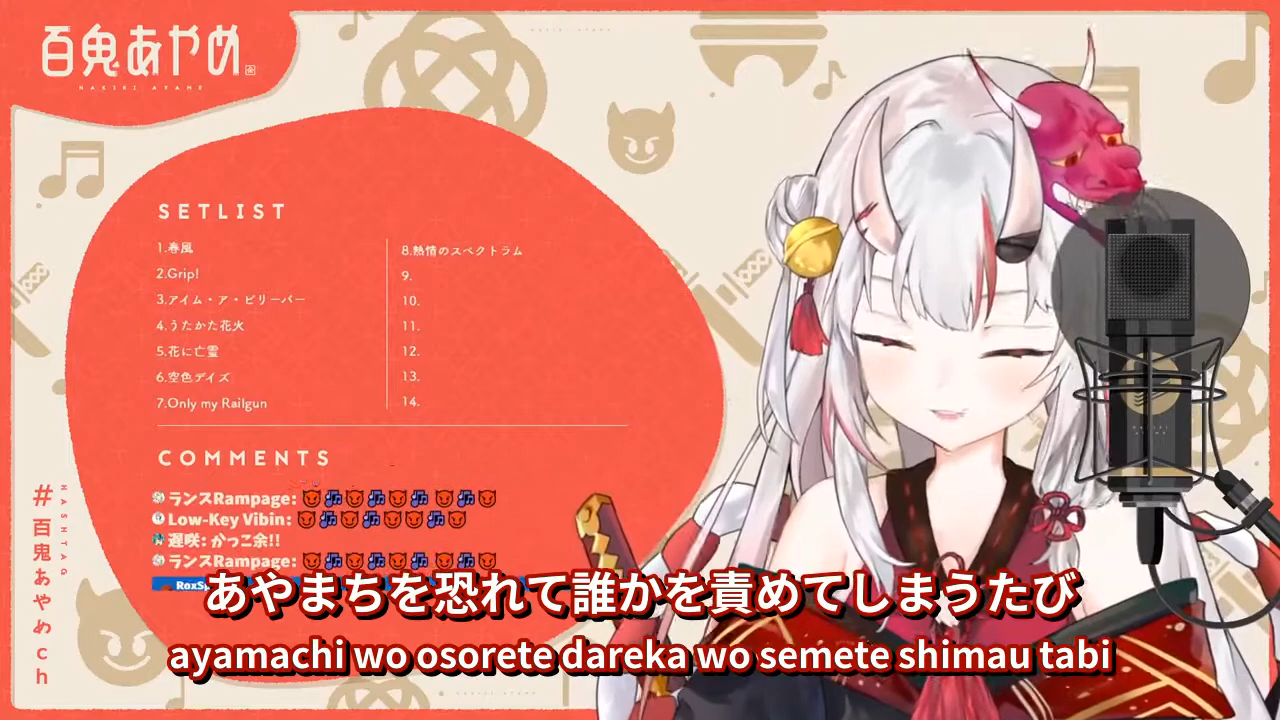 百鬼あやめ
NAKIRI AYAME
SETLIST
1.春風
2.Grip!
3.アイム・ア・ビリーバー
4.うたかた花火
5.花に亡霊
6.空色デイズ
7.Only my Railgun
8.熱情のスペクトラム
9.
10.
11.
12.
13.
14.
COMMENTS
ランスRampage:
Low-Key Vibin:
遅咲: かっこ余!!
ランスRampage:
HASHTAG
#百鬼あやめch
あやまちを恐れて誰かを責めてしまうたび
ayamachi wo osorete dareka wo semete shimau tabi